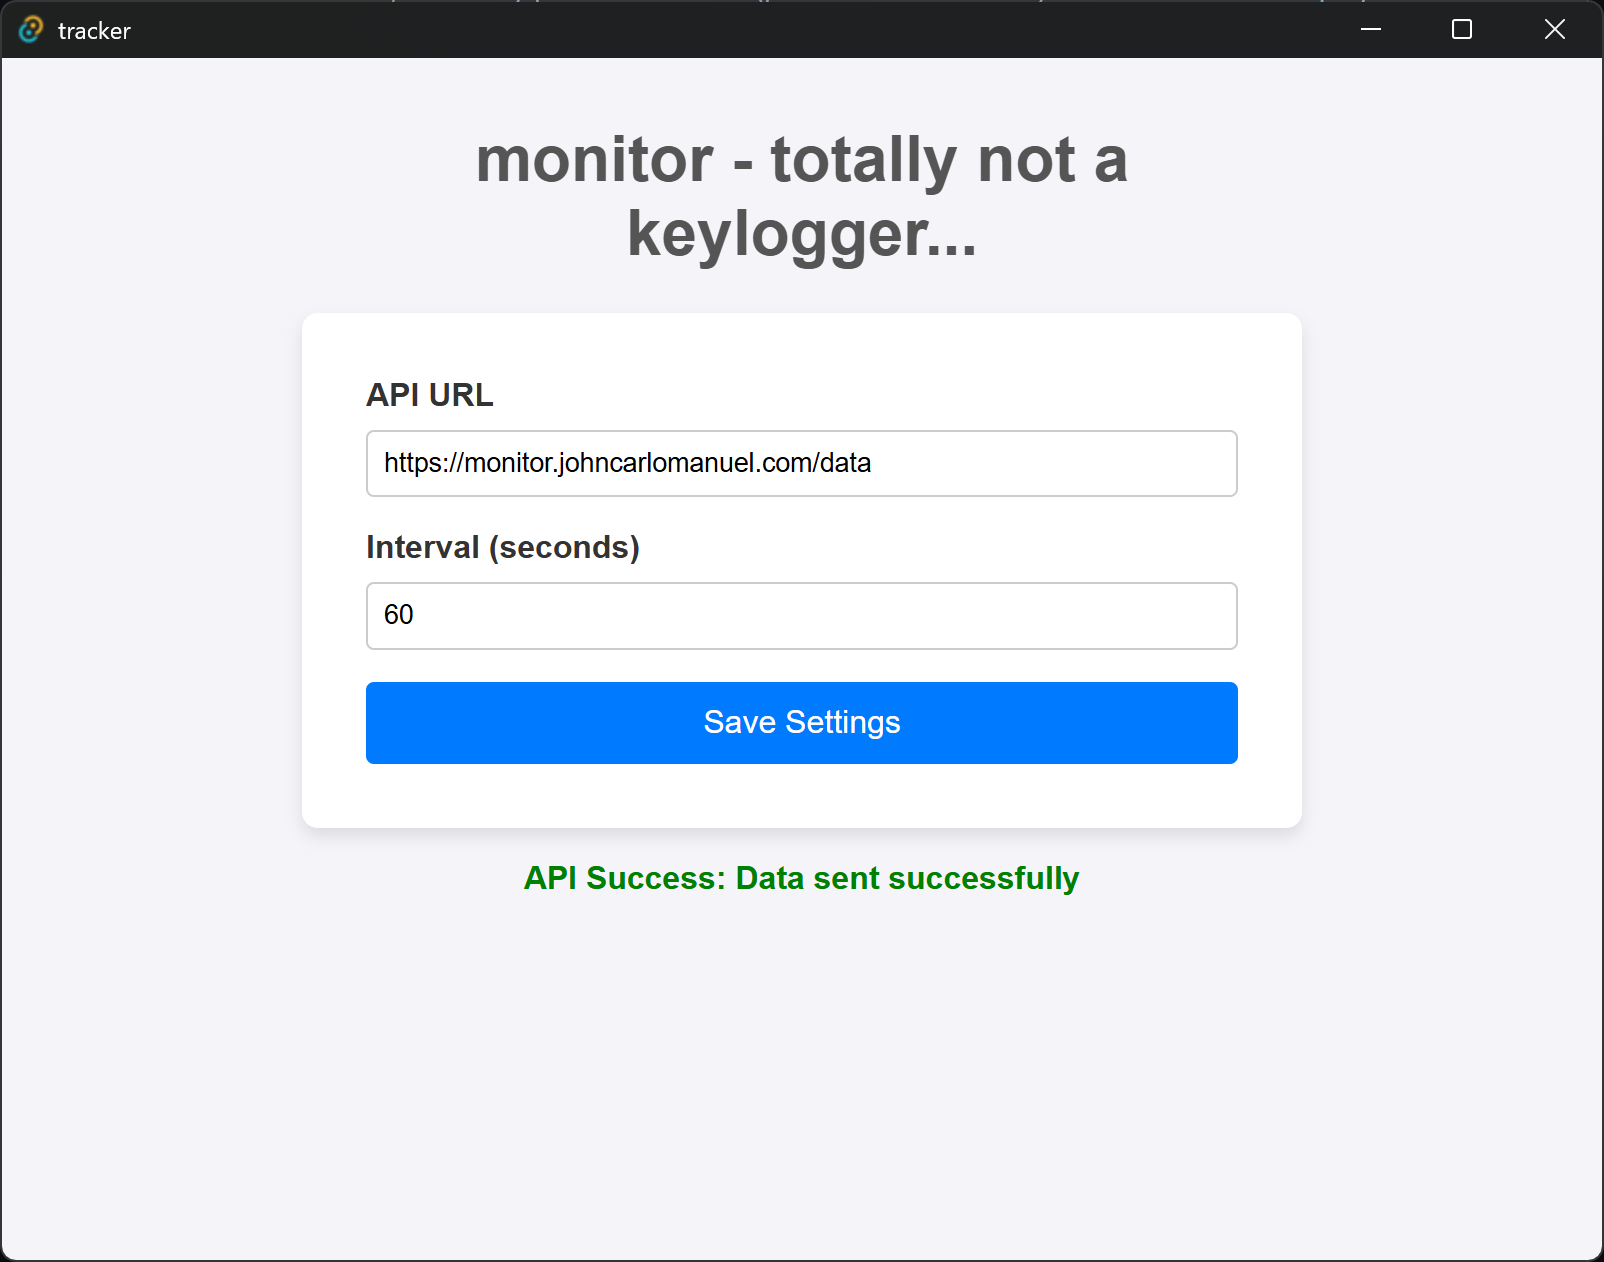 tracker
monitor - totally not a
keylogger...
API URL
https://monitor.johncarlomanuel.com/data
Interval (seconds)
60
Save Settings
API Success: Data sent successfully